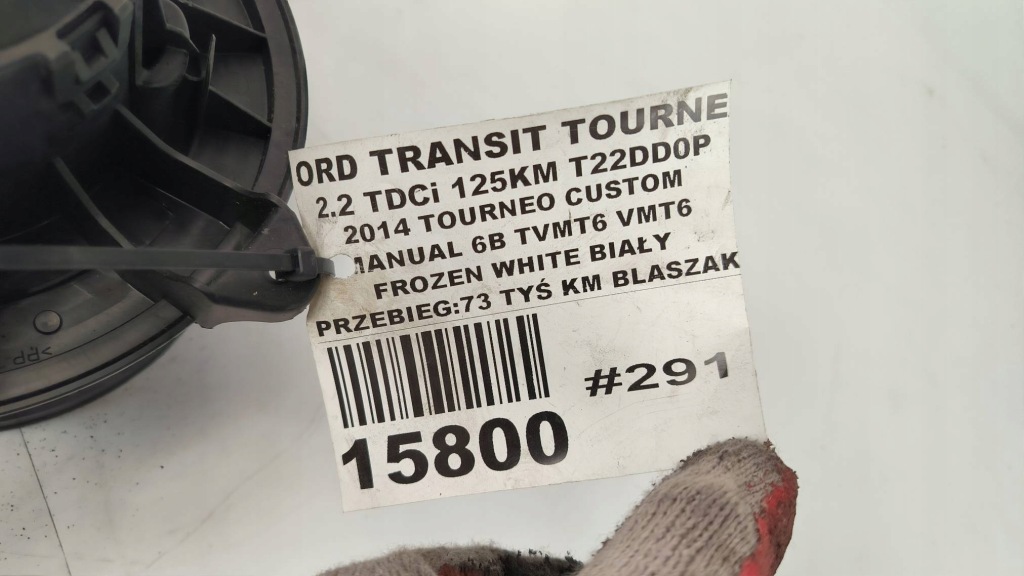 ORD TRANSIT TOURNE
2.2 TDCi 125KM T22DD0P
2014 TOURNEO CUSTOM
MANUAL 6B TVMT6 VMT6
FROZEN WHITE BIAŁY
PRZEBIEG:73 TYŚ KM BLASZAK
#291
15800